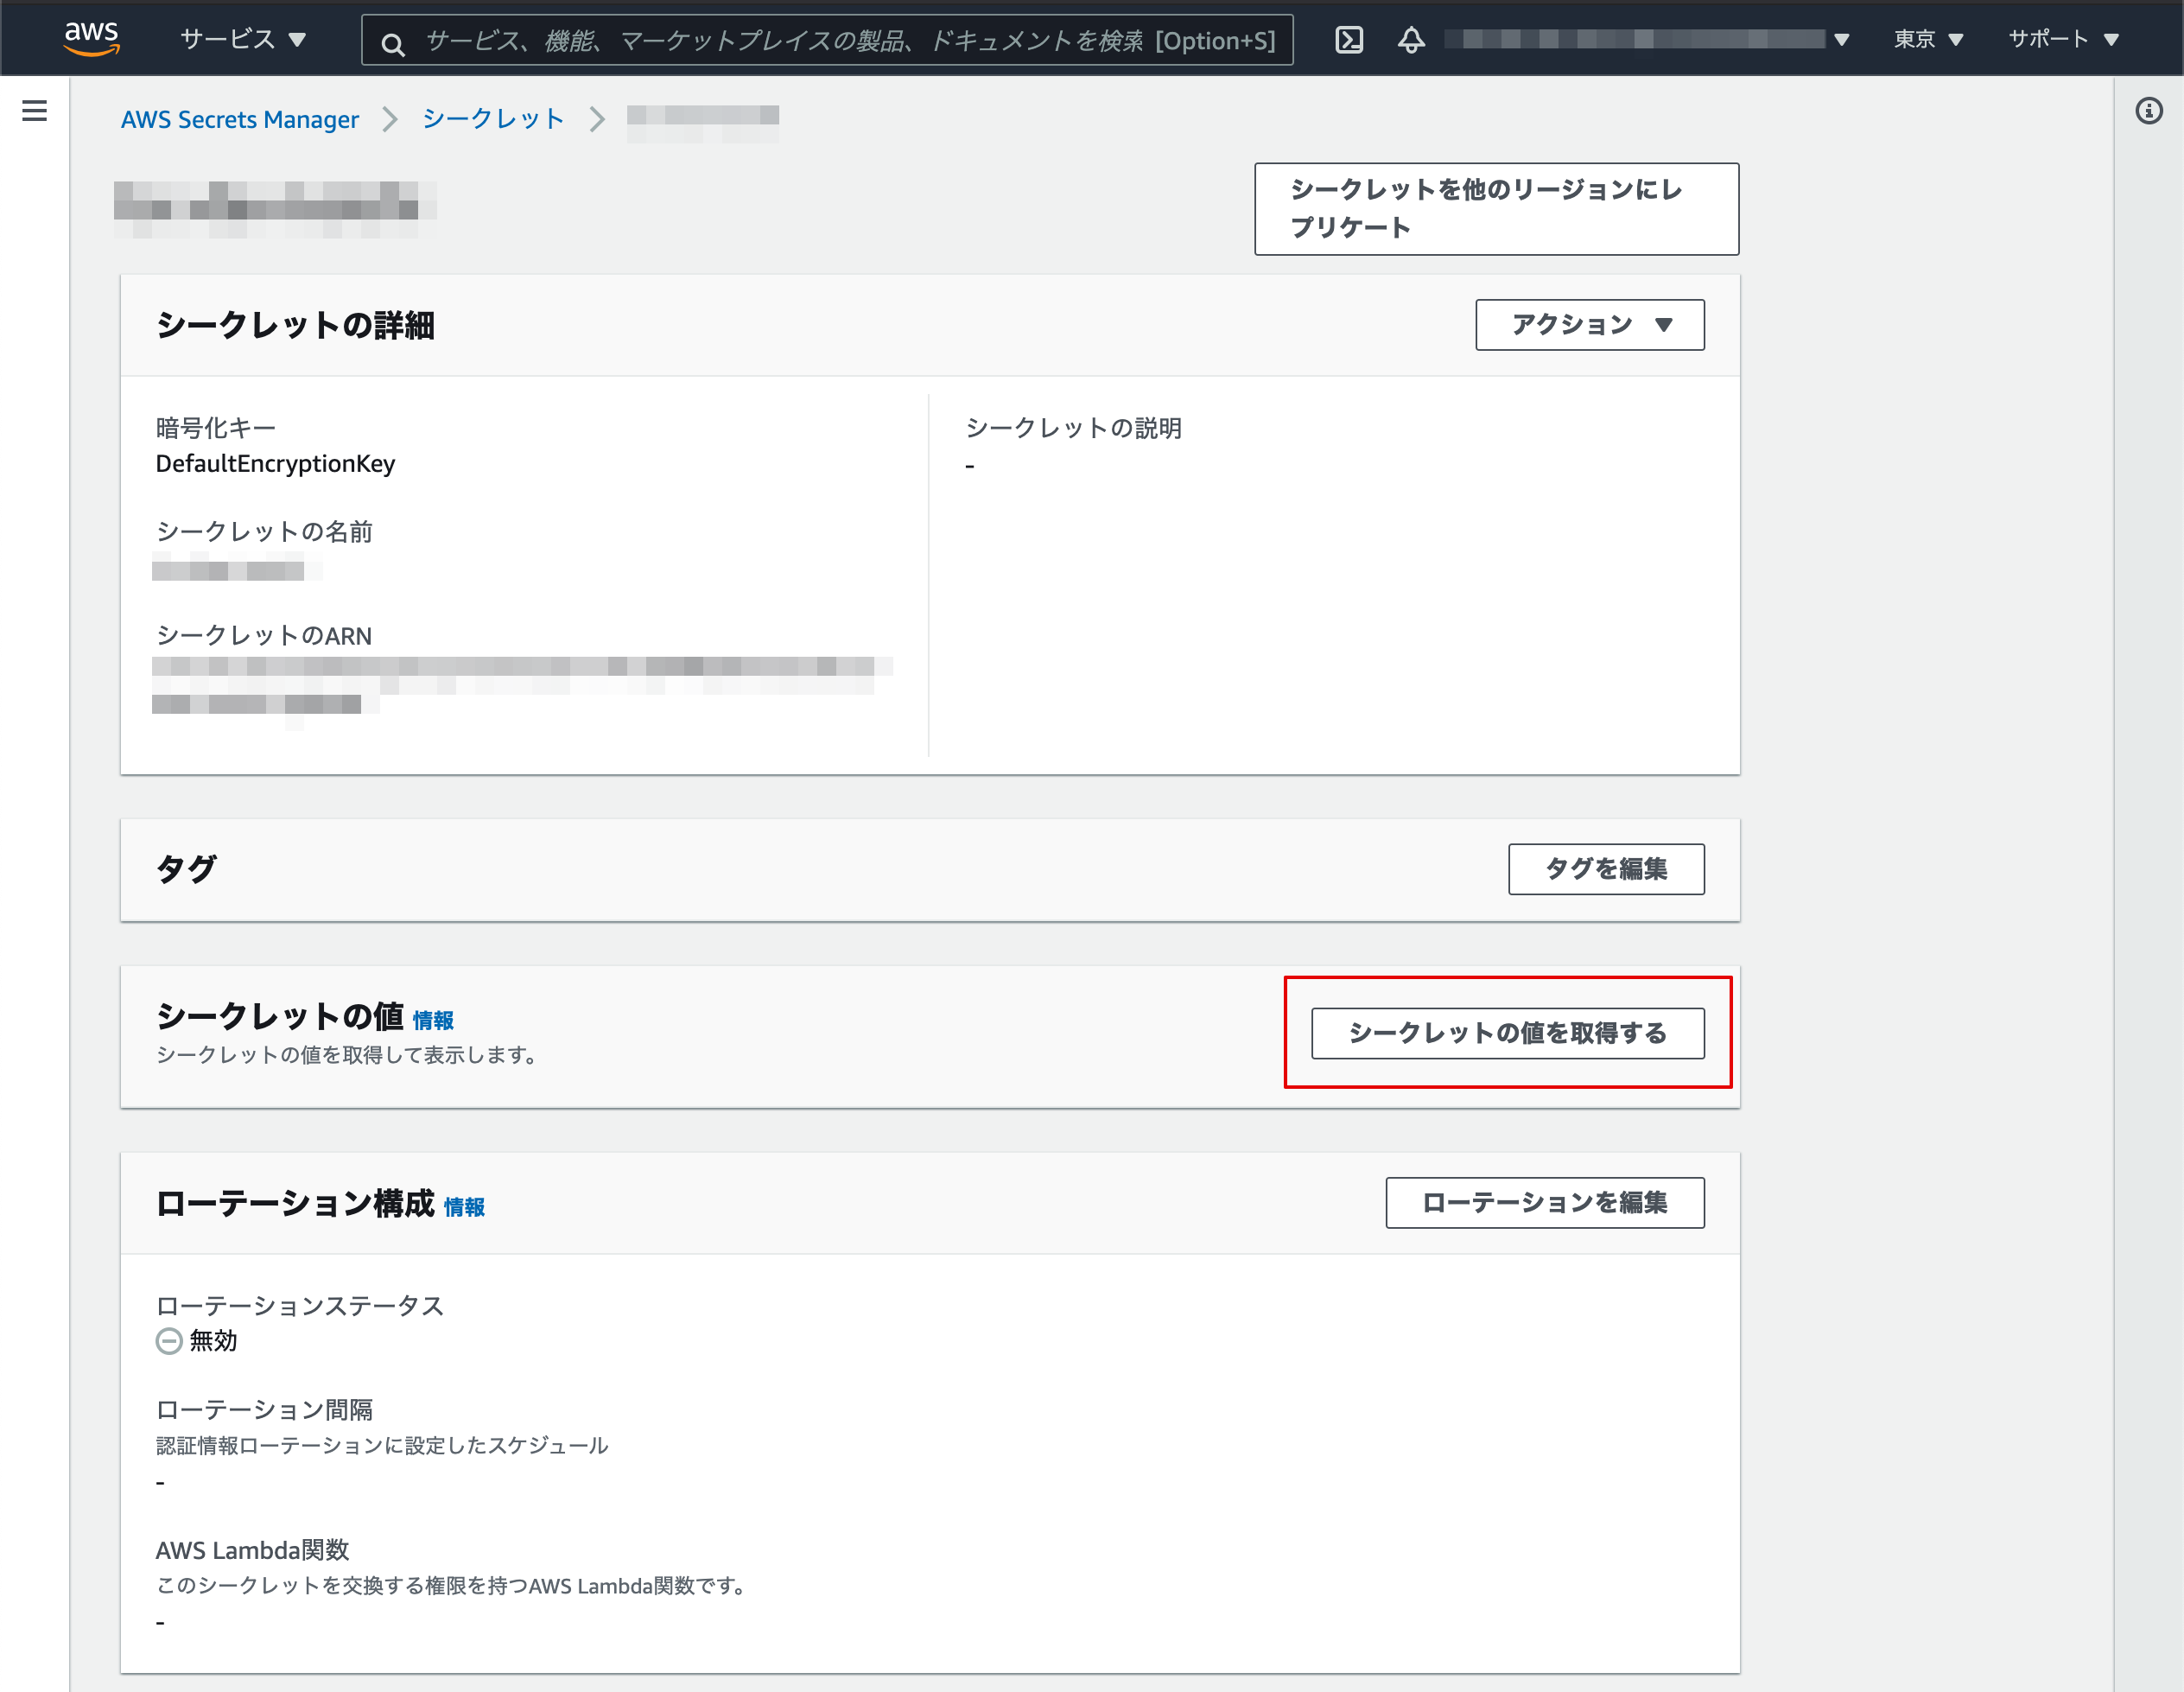 aws
サービス
サービス、機能、マーケットプレイスの製品、ドキュメントを検索 [Option+S]
東京
サポート
AWS Secrets Manager
シークレット
シークレットを他のリージョンにレ
プリケート
シークレットの詳細
アクション
暗号化キー
DefaultEncryptionKey
シークレットの説明
-
シークレットの名前
シークレットのARN
タグ
タグを編集
シークレットの値 情報
シークレットの値を取得して表示します。
シークレットの値を取得する
ローテーション構成 情報
ローテーションを編集
ローテーションステータス
無効
ローテーション間隔
認証情報ローテーションに設定したスケジュール
-
AWS Lambda関数
このシークレットを交換する権限を持つAWS Lambda関数です。
-